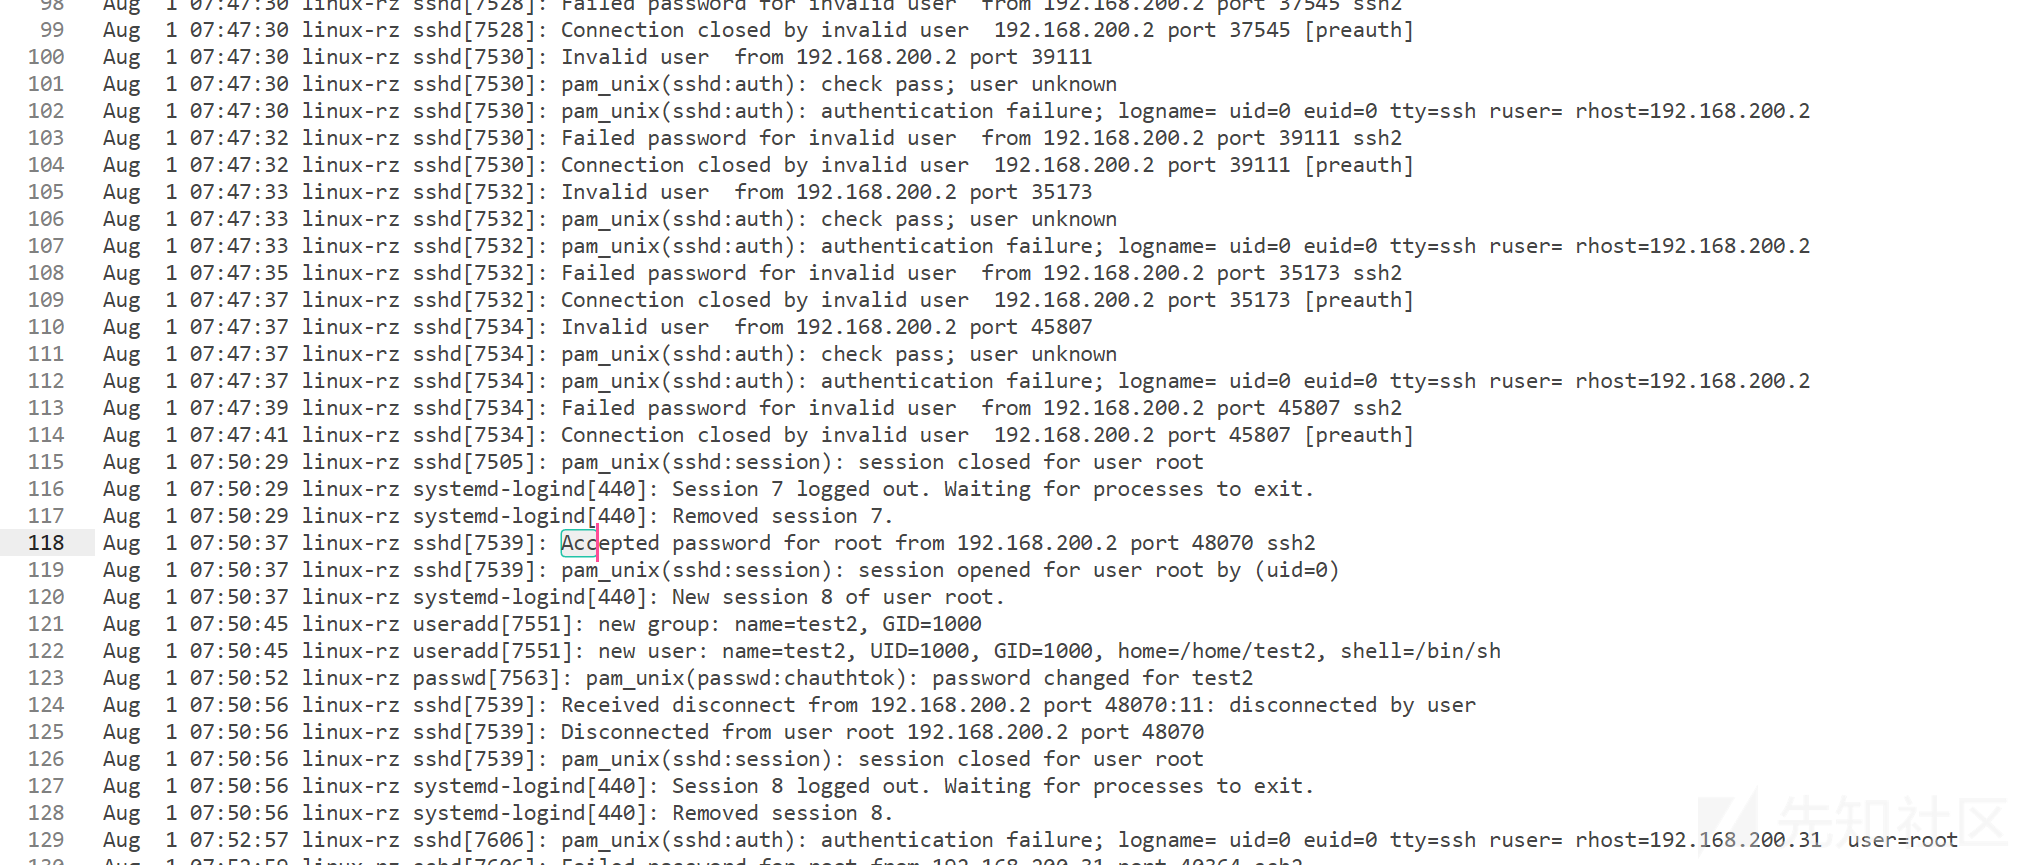 98 Aug  1 07:47:30 linux-rz sshd[7528]: Failed password for invalid user  from 192.168.200.2 port 37545 ssh2
99 Aug  1 07:47:30 linux-rz sshd[7528]: Connection closed by invalid user  192.168.200.2 port 37545 [preauth]
100 Aug  1 07:47:30 linux-rz sshd[7530]: Invalid user  from 192.168.200.2 port 39111
101 Aug  1 07:47:30 linux-rz sshd[7530]: pam_unix(sshd:auth): check pass; user unknown
102 Aug  1 07:47:30 linux-rz sshd[7530]: pam_unix(sshd:auth): authentication failure; logname= uid=0 euid=0 tty=ssh ruser= rhost=192.168.200.2
103 Aug  1 07:47:32 linux-rz sshd[7530]: Failed password for invalid user  from 192.168.200.2 port 39111 ssh2
104 Aug  1 07:47:32 linux-rz sshd[7530]: Connection closed by invalid user  192.168.200.2 port 39111 [preauth]
105 Aug  1 07:47:33 linux-rz sshd[7532]: Invalid user  from 192.168.200.2 port 35173
106 Aug  1 07:47:33 linux-rz sshd[7532]: pam_unix(sshd:auth): check pass; user unknown
107 Aug  1 07:47:33 linux-rz sshd[7532]: pam_unix(sshd:auth): authentication failure; logname= uid=0 euid=0 tty=ssh ruser= rhost=192.168.200.2
108 Aug  1 07:47:35 linux-rz sshd[7532]: Failed password for invalid user  from 192.168.200.2 port 35173 ssh2
109 Aug  1 07:47:37 linux-rz sshd[7532]: Connection closed by invalid user  192.168.200.2 port 35173 [preauth]
110 Aug  1 07:47:37 linux-rz sshd[7534]: Invalid user  from 192.168.200.2 port 45807
111 Aug  1 07:47:37 linux-rz sshd[7534]: pam_unix(sshd:auth): check pass; user unknown
112 Aug  1 07:47:37 linux-rz sshd[7534]: pam_unix(sshd:auth): authentication failure; logname= uid=0 euid=0 tty=ssh ruser= rhost=192.168.200.2
113 Aug  1 07:47:39 linux-rz sshd[7534]: Failed password for invalid user  from 192.168.200.2 port 45807 ssh2
114 Aug  1 07:47:41 linux-rz sshd[7534]: Connection closed by invalid user  192.168.200.2 port 45807 [preauth]
115 Aug  1 07:50:29 linux-rz sshd[7505]: pam_unix(sshd:session): session closed for user root
116 Aug  1 07:50:29 linux-rz systemd-logind[440]: Session 7 logged out. Waiting for processes to exit.
117 Aug  1 07:50:29 linux-rz systemd-logind[440]: Removed session 7.
118 Aug  1 07:50:37 linux-rz sshd[7539]: Accepted password for root from 192.168.200.2 port 48070 ssh2
119 Aug  1 07:50:37 linux-rz sshd[7539]: pam_unix(sshd:session): session opened for user root by (uid=0)
120 Aug  1 07:50:37 linux-rz systemd-logind[440]: New session 8 of user root.
121 Aug  1 07:50:45 linux-rz useradd[7551]: new group: name=test2, GID=1000
122 Aug  1 07:50:45 linux-rz useradd[7551]: new user: name=test2, UID=1000, GID=1000, home=/home/test2, shell=/bin/sh
123 Aug  1 07:50:52 linux-rz passwd[7563]: pam_unix(passwd:chauthtok): password changed for test2
124 Aug  1 07:50:56 linux-rz sshd[7539]: Received disconnect from 192.168.200.2 port 48070:11: disconnected by user
125 Aug  1 07:50:56 linux-rz sshd[7539]: Disconnected from user root 192.168.200.2 port 48070
126 Aug  1 07:50:56 linux-rz sshd[7539]: pam_unix(sshd:session): session closed for user root
127 Aug  1 07:50:56 linux-rz systemd-logind[440]: Session 8 logged out. Waiting for processes to exit.
128 Aug  1 07:50:56 linux-rz systemd-logind[440]: Removed session 8.
129 Aug  1 07:52:57 linux-rz sshd[7606]: pam_unix(sshd:auth): authentication failure; logname= uid=0 euid=0 tty=ssh ruser= rhost=192.168.200.31  user=root
130 Aug  1 07:52:59 linux-rz sshd[7606]: Failed password for root from 192.168.200.31 port 40364 ssh2
先知社区